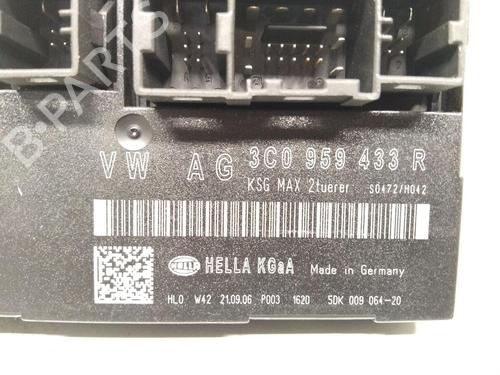 B-PARTS
VW AG 3C0 959 433 R
KSG MAX 2tuerer S0472/H042
HELLA HELLA KGaA Made in Germany
HLO W42 21.09.06 P003 1620 5DK 009 064-20